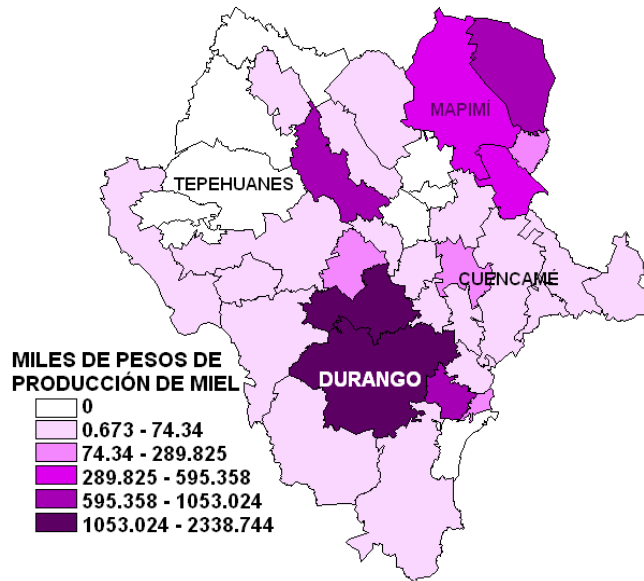 MAPIMÍ
TEPEHUANES
CUENCAMÉ
DURANGO
MILES DE PESOS DE
PRODUCCIÓN DE MIEL
0
0.673 - 74.34
74.34 - 289.825
289.825 - 595.358
595.358 - 1053.024
1053.024 - 2338.744